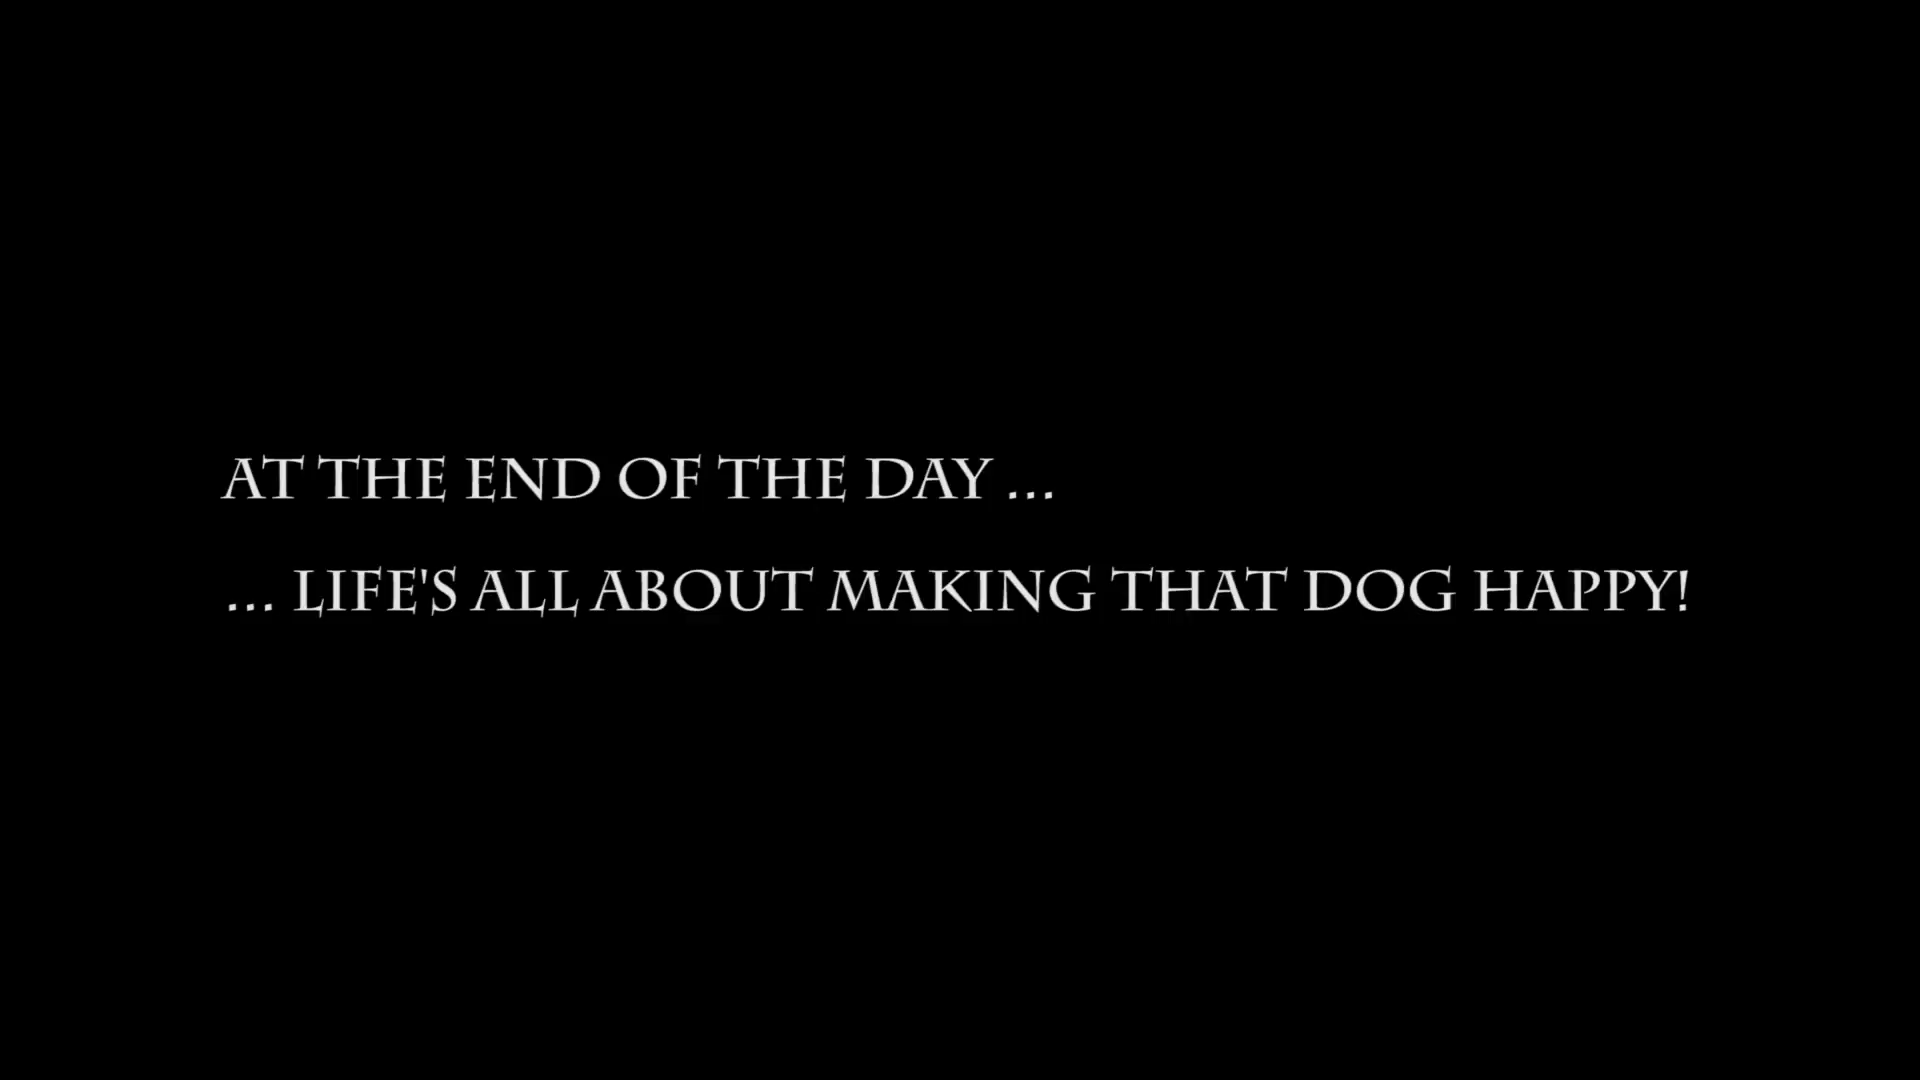 AT THE END OF THE DAY ...
... LIFE'S ALL ABOUT MAKING THAT DOG HAPPY!